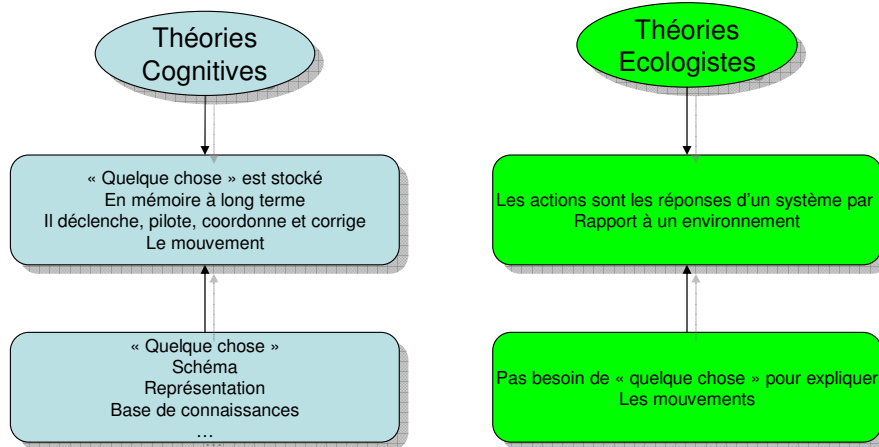 Théories
Cognitives
« Quelque chose » est stocké
En mémoire à long terme
Il déclenche, pilote, coordonne et corrige
Le mouvement
« Quelque chose »
Schéma
Représentation
Base de connaissances
…
Théories
Ecologistes
Les actions sont les réponses d’un système par
Rapport à un environnement
Pas besoin de « quelque chose » pour expliquer
Les mouvements